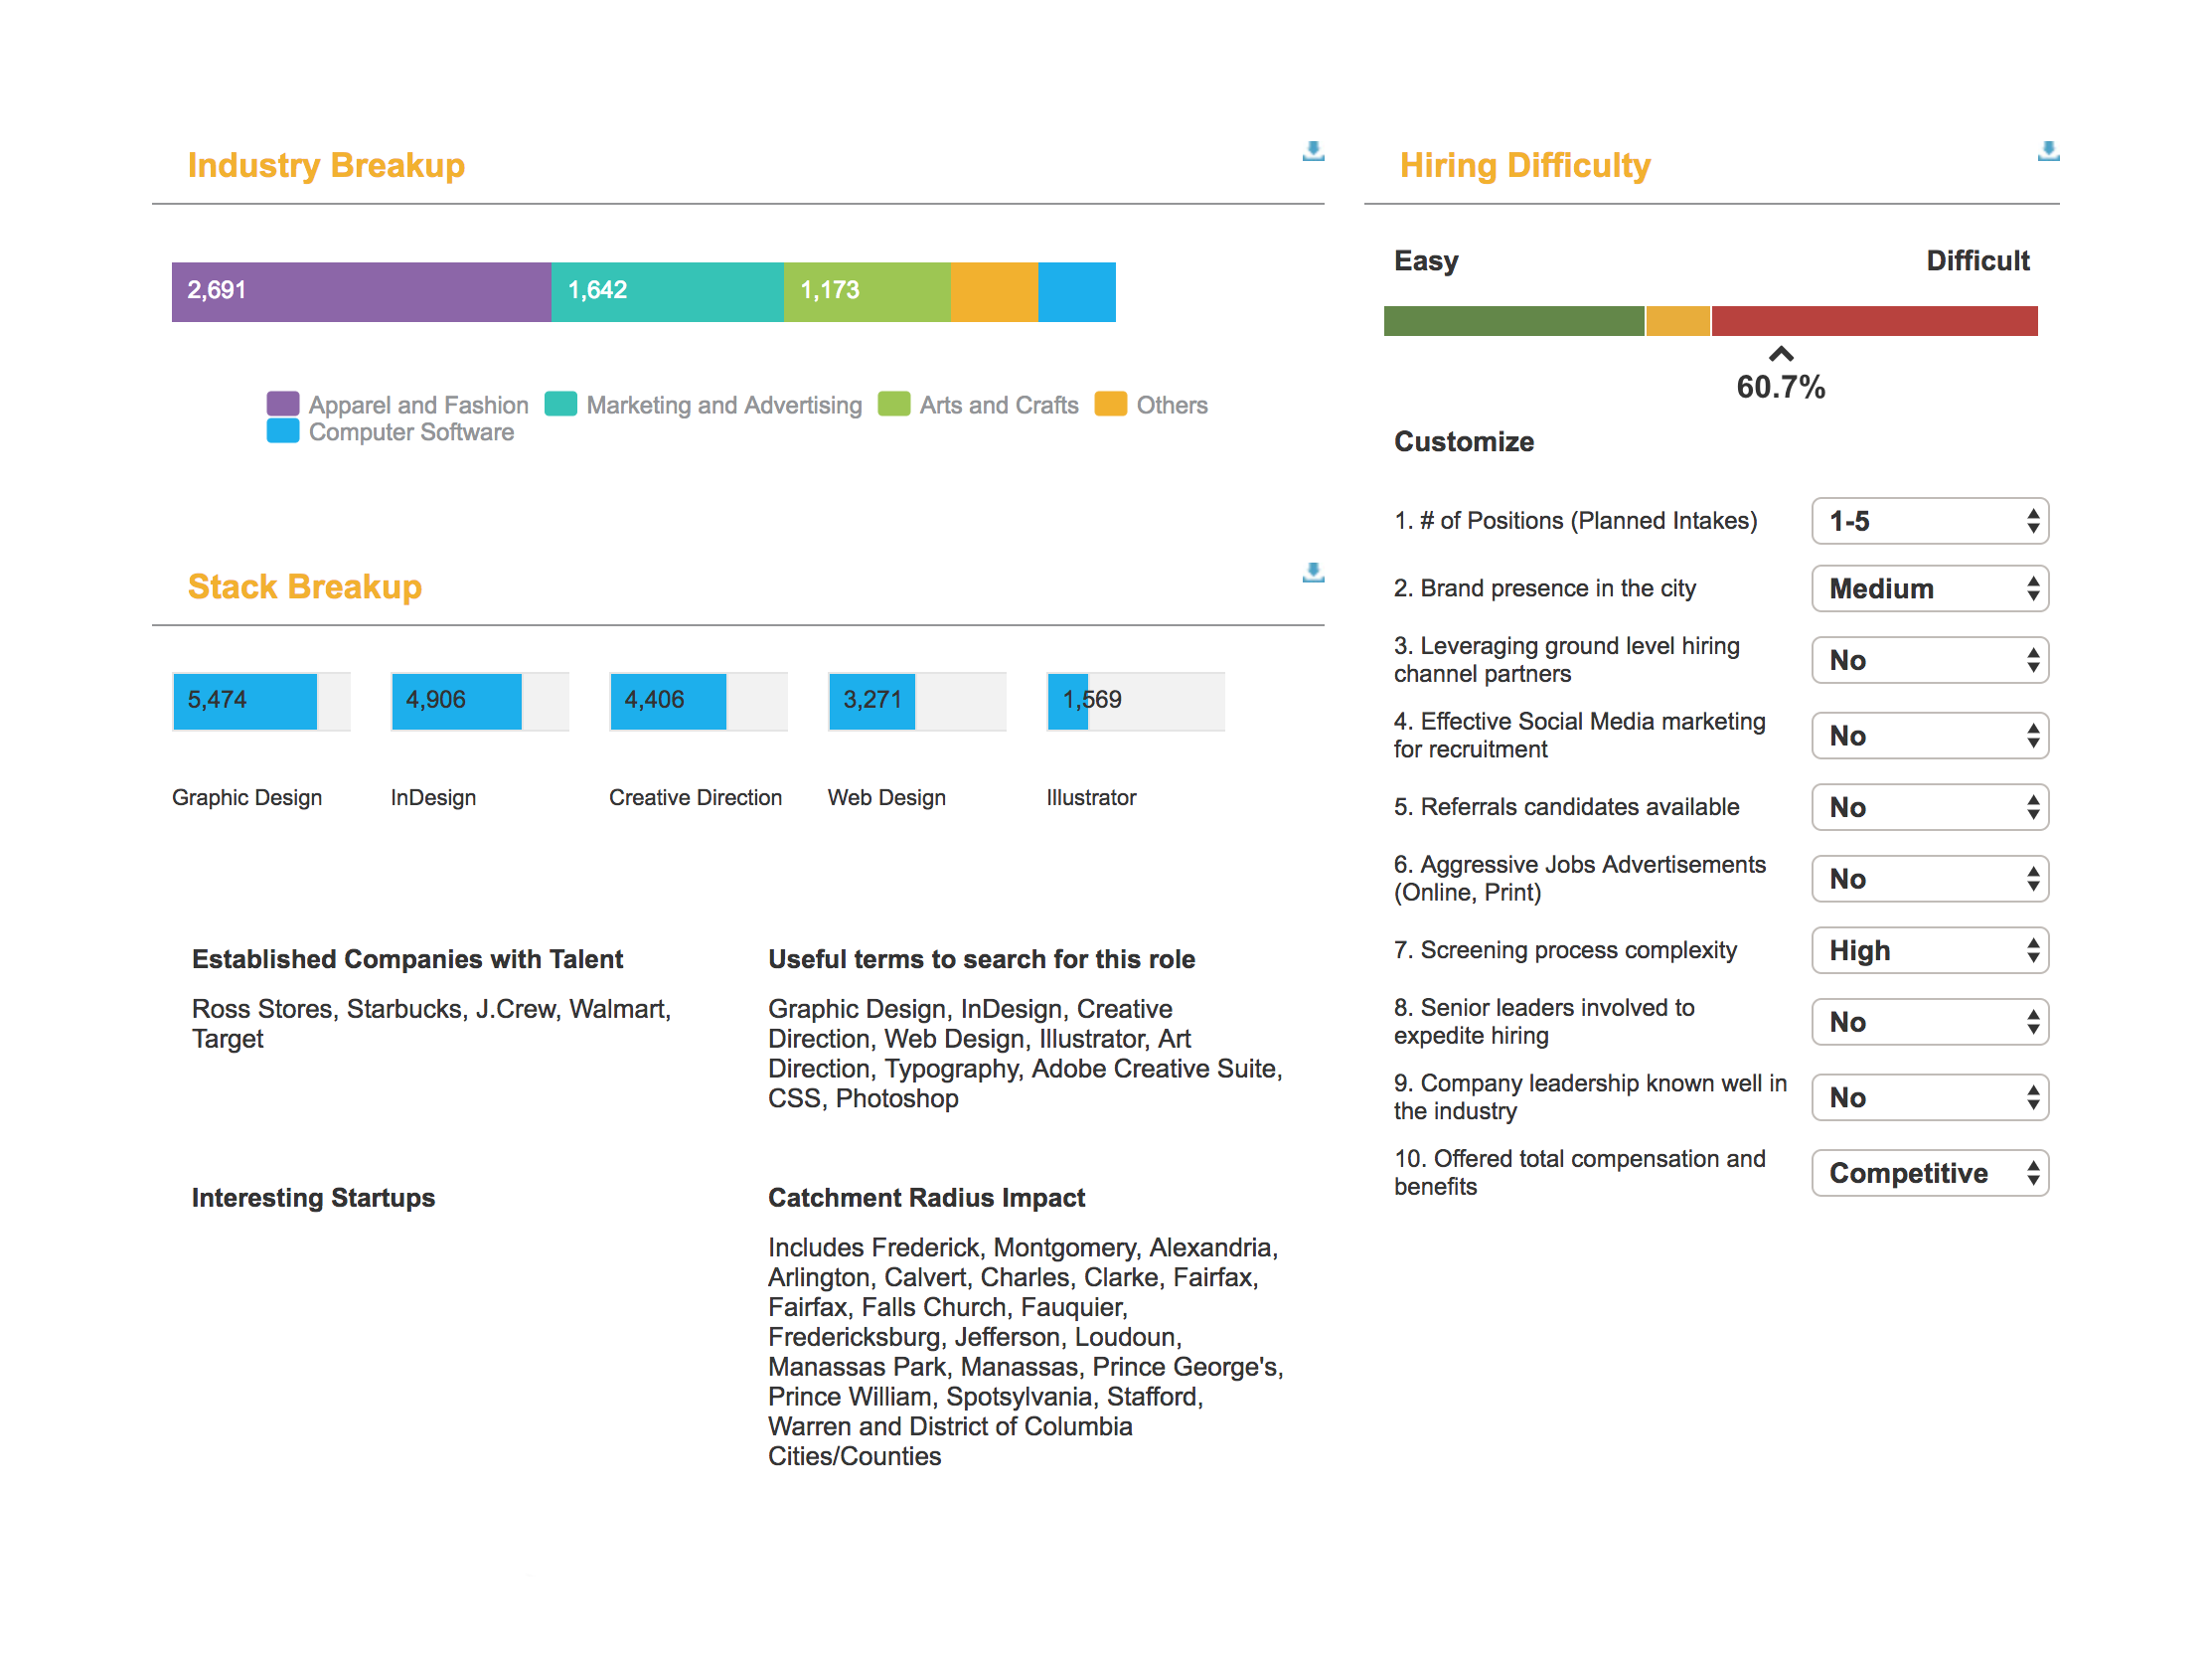 Industry Breakup
2,691 1,642 1,173
Apparel and Fashion Marketing and Advertising Arts and Crafts Others
Computer Software
Stack Breakup
5,474 4,906 4,406 3,271 1,569
Graphic Design InDesign Creative Direction Web Design Illustrator
Established Companies with Talent
Ross Stores, Starbucks, J.Crew, Walmart,
Target
Useful terms to search for this role
Graphic Design, InDesign, Creative
Direction, Web Design, Illustrator, Art
Direction, Typography, Adobe Creative Suite,
CSS, Photoshop
Interesting Startups
Catchment Radius Impact
Includes Frederick, Montgomery, Alexandria,
Arlington, Calvert, Charles, Clarke, Fairfax,
Fairfax, Falls Church, Fauquier,
Fredericksburg, Jefferson, Loudoun,
Manassas Park, Manassas, Prince George's,
Prince William, Spotsylvania, Stafford,
Warren and District of Columbia
Cities/Counties
Hiring Difficulty
Easy Difficult
60.7%
Customize
1. # of Positions (Planned Intakes) 1-5
2. Brand presence in the city Medium
3. Leveraging ground level hiring
channel partners No
4. Effective Social Media marketing
for recruitment No
5. Referrals candidates available No
6. Aggressive Jobs Advertisements
(Online, Print) No
7. Screening process complexity High
8. Senior leaders involved to
expedite hiring No
9. Company leadership known well in
the industry No
10. Offered total compensation and
benefits Competitive